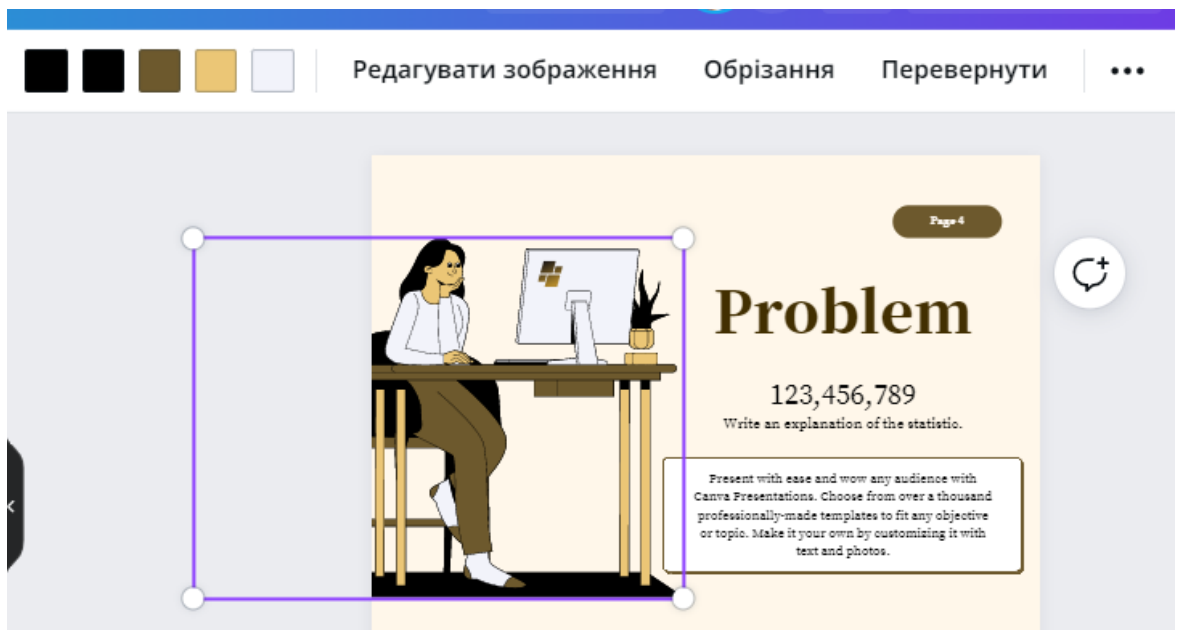 Редагувати зображення Обрізання Перевернути
Page 4
Problem
123,456,789
Write an explanation of the statistic.
Present with ease and wow any audience with
Canva Presentations. Choose from over a thousand
professionally-made templates to fit any objective
or topic. Make it your own by customizing it with
text and photos.